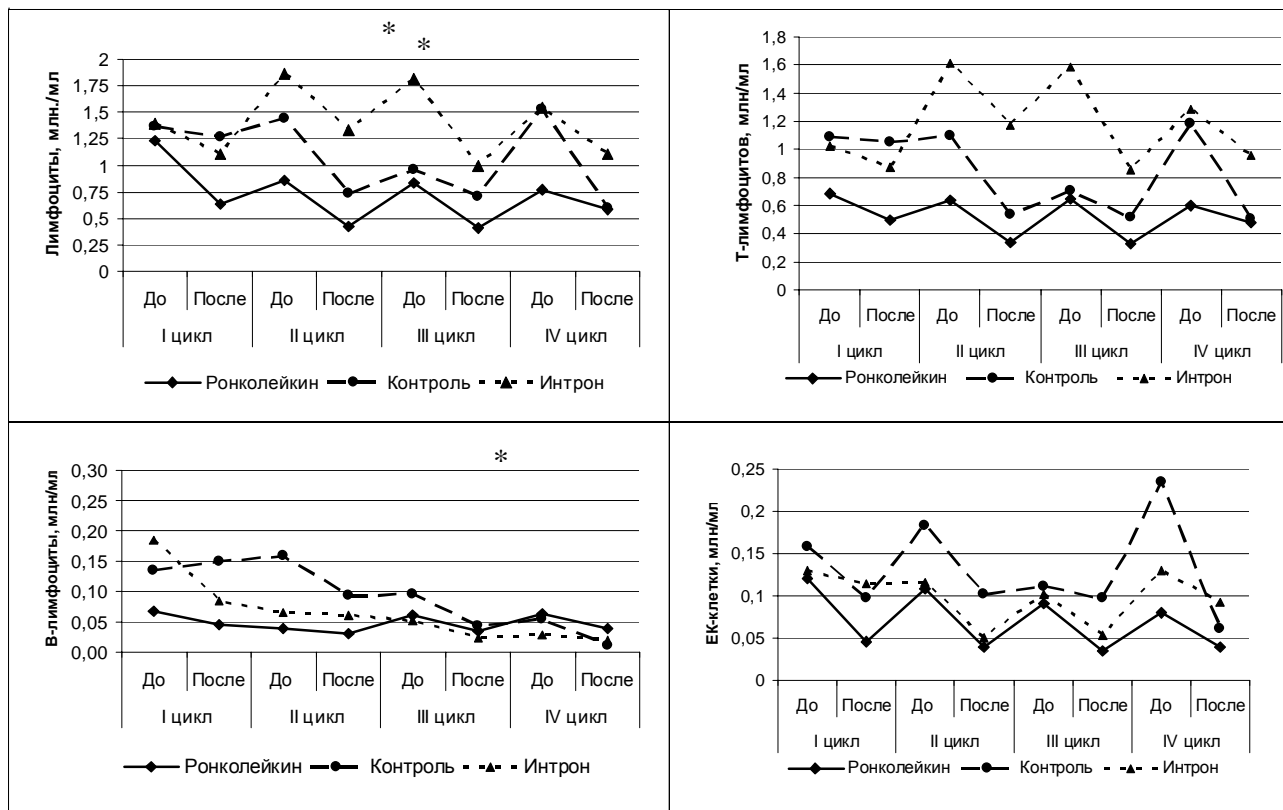 * *
Лимфоциты, млн./мл
2
1,75
1,5
1,25
1
0,75
0,5
0,25
0
До После До После До После До После
I цикл II цикл III цикл IV цикл
Ронколейкин Контроль Интрон
Т-лимфоцитов, млн/мл
1,8
1,6
1,4
1,2
1
0,8
0,6
0,4
0,2
0
До После До После До После До После
I цикл II цикл III цикл IV цикл
Ронколейкин Контроль Интрон
*
В-лимфоциты, млн/мл
0,30
0,25
0,20
0,15
0,10
0,05
0,00
До После До После До После До После
I цикл II цикл III цикл IV цикл
Ронколейкин Контроль Интрон
ЕК-клетки, млн/мл
0,25
0,2
0,15
0,1
0,05
0
До После До После До После До После
I цикл II цикл III цикл IV цикл
Ронколейкин Контроль Интрон